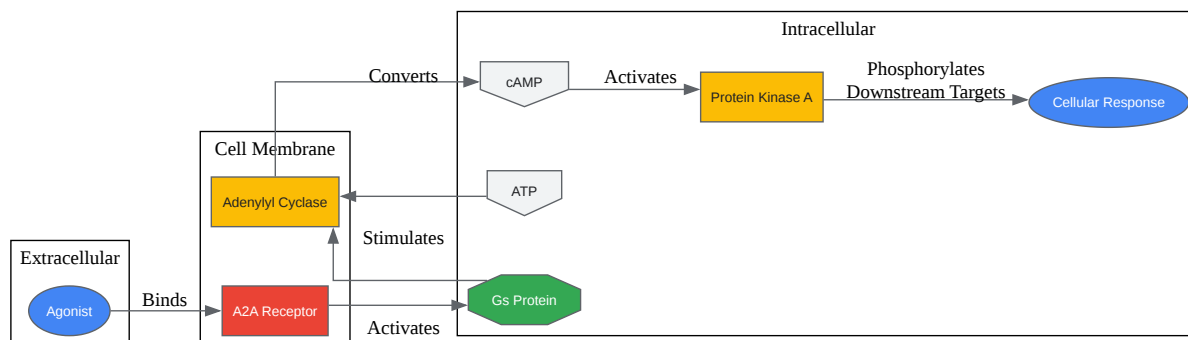 Intracellular
Converts
cAMP
Activates
Protein Kinase A
Phosphorylates
Downstream Targets
Cellular Response
Cell Membrane
Adenylyl Cyclase
ATP
Stimulates
Extracellular
Agonist
Binds
A2A Receptor
Activates
Gs Protein